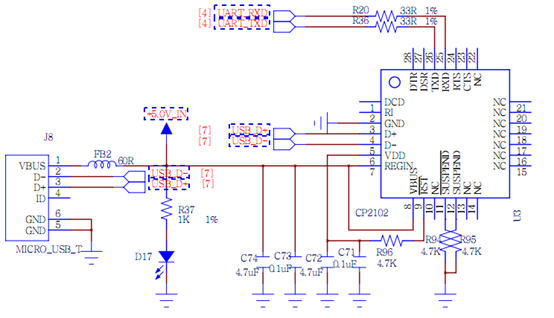 [4] UART_RXD R20 33R 1%
[4] UART_TXD R36 33R 1%
28 27 26 25 24 23 22
DTR DSR TXD RXD RTS CTS NC
+5.0V_IN
[7] USB_D+
[7] USB_D-
1 DCD NC 21
2 RI NC 20
3 GND NC 19
4 D+ NC 18
5 D- NC 17
6 VDD NC 16
7 REGIN NC 15
VBUS RST NC SUSPEND SUSPEND NC NC
8 9 10 11 12 13 14
CP2102
U3
J8
VBUS 1 FB2 60R
D- 2 USB_D- [7]
D+ 3 USB_D+ [7]
ID 4
GND 6
GND 5
MICRO_USB_T
R37
1K 1%
D17
C74 4.7uF
C73 0.1uF
C72 4.7uF
C71 0.1uF
R96 4.7K
R94 4.7K
R95 4.7K